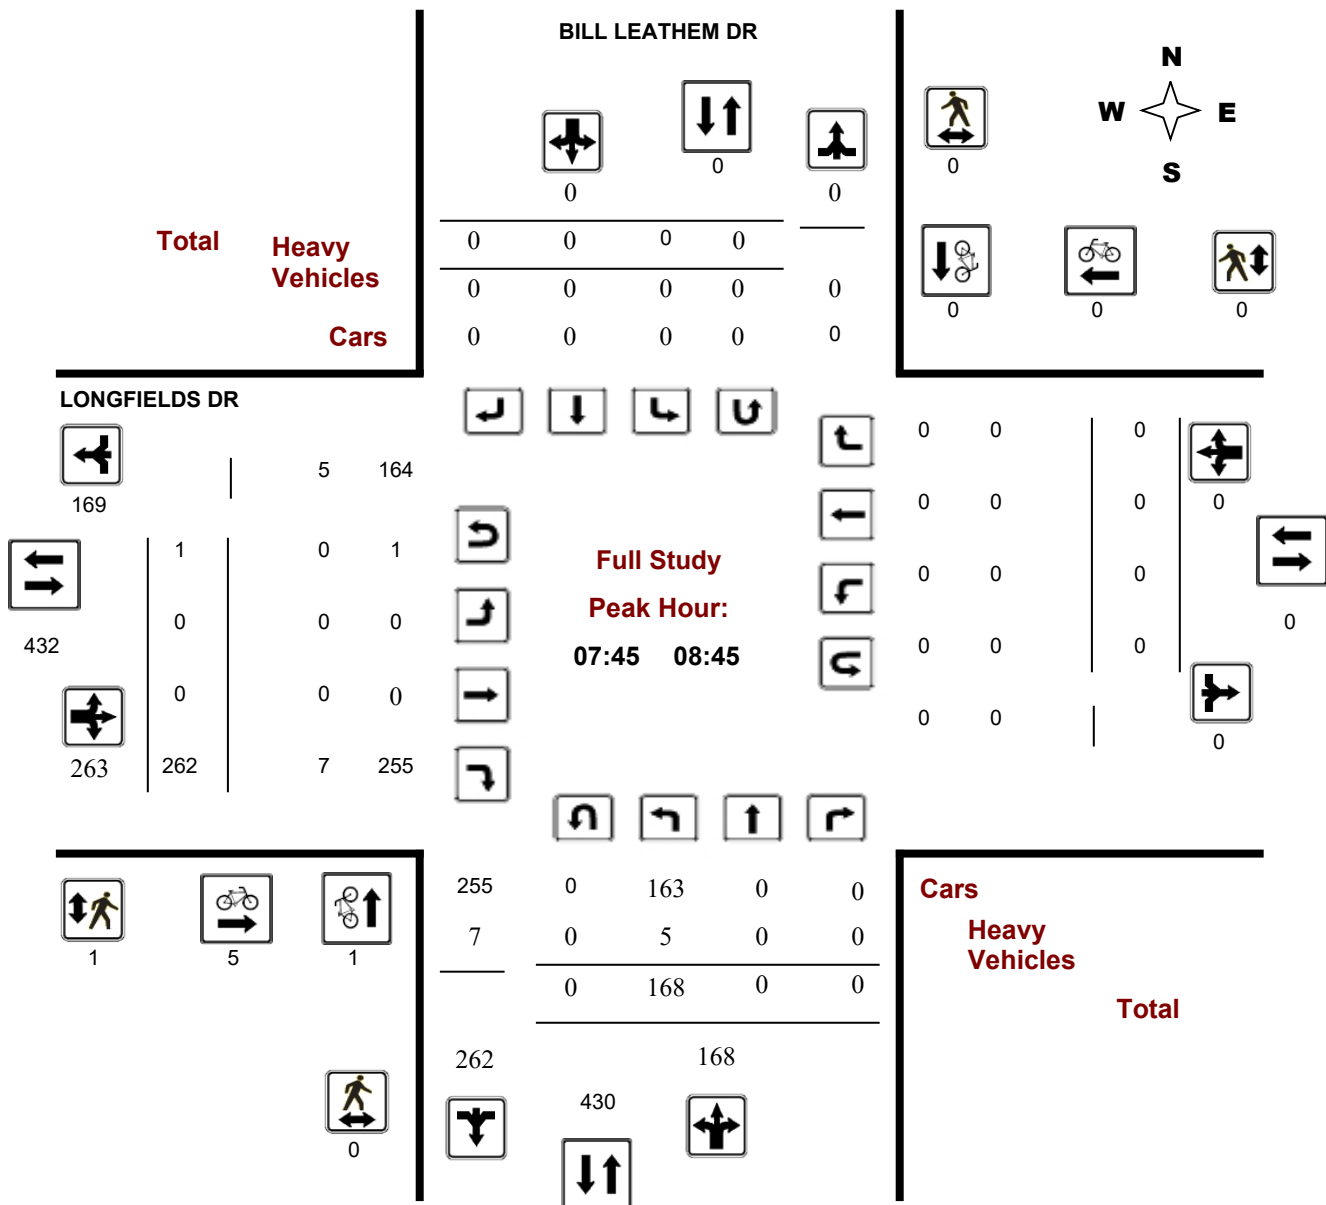 BILL LEATHEM DR
N
W E
S
0
0
0
0 0
Total Heavy Vehicles
0 0 0 0
0 0 0 0 0
Cars 0 0 0 0 0
0 0 0
LONGFIELDS DR
5 164
169
1 0 1
0 0 0
432
0 0 0
263 262 7 255
Full Study
Peak Hour:
07:45 08:45
0 0 0
0 0 0 0
0 0 0
0
0 0 0
0 0
0
255 0 163 0 0
7 0 5 0 0
0 168 0 0
1 5 1
Cars
Heavy
Vehicles
Total
262 168
430
0